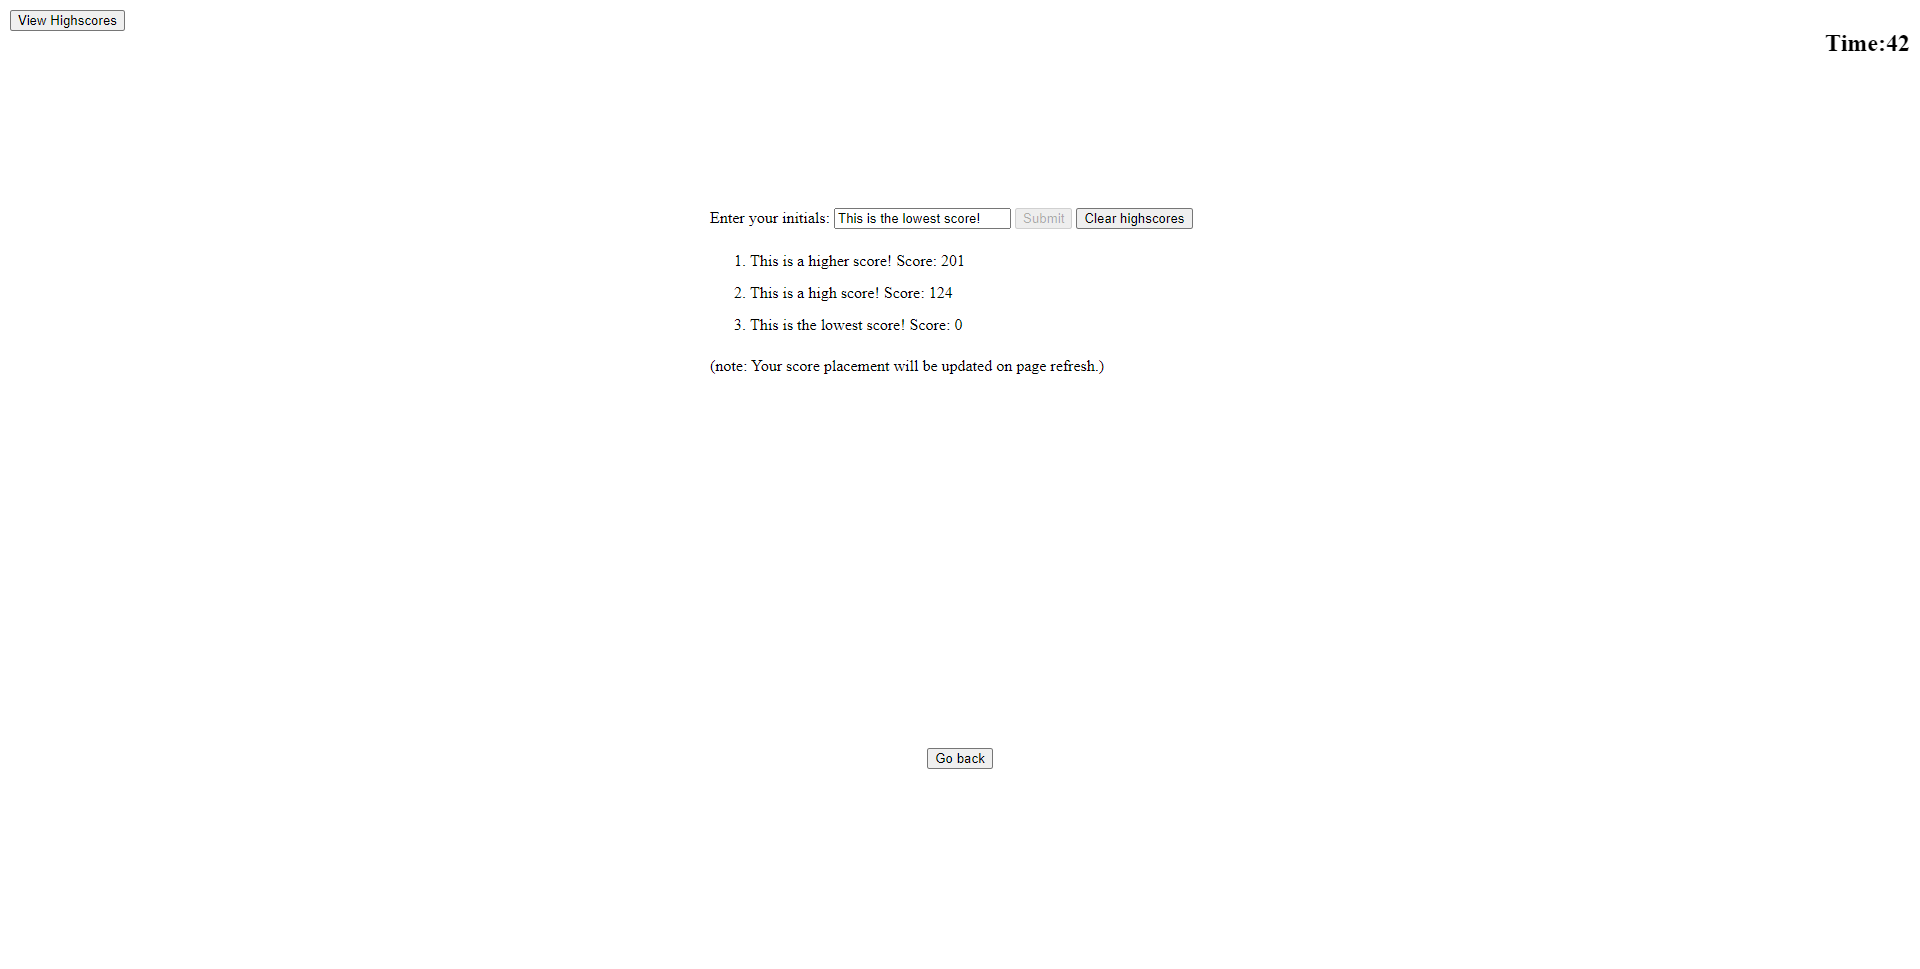 View Highscores
Time:42
Enter your initials: This is the lowest score! Submit Clear highscores
1. This is a higher score! Score: 201
2. This is a high score! Score: 124
3. This is the lowest score! Score: 0
(note: Your score placement will be updated on page refresh.)
Go back